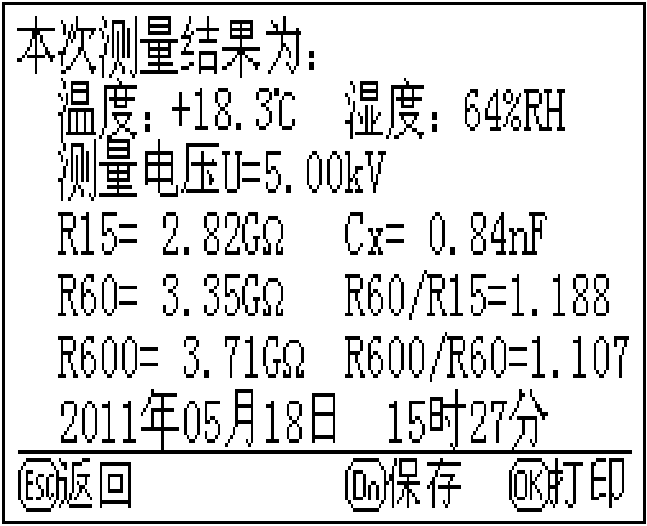 本次测量结果为:
温度: +18.3℃ 湿度: 64%RH
测量电压U=5.00kV
R15= 2.82GΩ Cx= 0.84nF
R60= 3.35GΩ R60/R15=1.188
R600= 3.71GΩ R600/R60=1.107
2011年05月18日 15时27分
Esc返回 Dn保存 OK打印